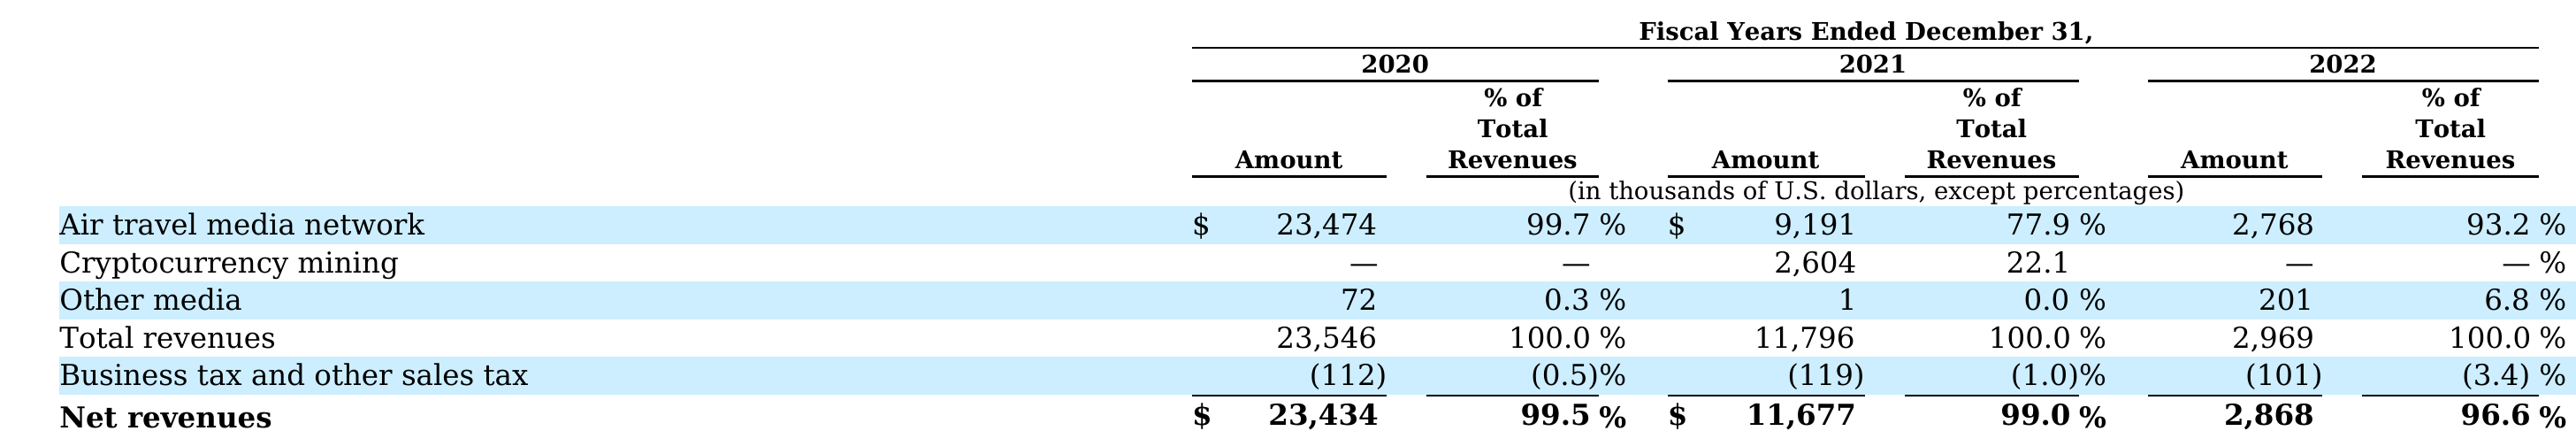 Fiscal Years Ended December 31,
2020 2021 2022
% of % of % of
Total Total Total
Amount Revenues Amount Revenues Amount Revenues
(in thousands of U.S. dollars, except percentages)
Air travel media network $ 23,474 99.7 % $ 9,191 77.9 % 2,768 93.2 %
Cryptocurrency mining — — 2,604 22.1 — — %
Other media 72 0.3 % 1 0.0 % 201 6.8 %
Total revenues 23,546 100.0 % 11,796 100.0 % 2,969 100.0 %
Business tax and other sales tax (112) (0.5)% (119) (1.0)% (101) (3.4) %
Net revenues $ 23,434 99.5 % $ 11,677 99.0 % 2,868 96.6 %